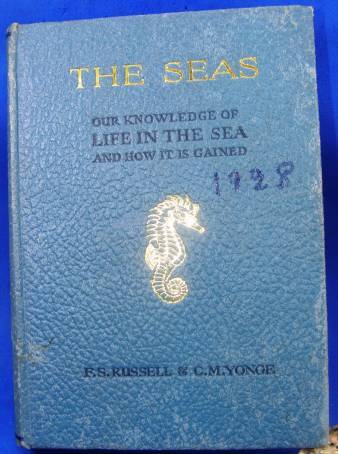 THE SEAS
OUR KNOWLEDGE OF
LIFE IN THE SEA
AND HOW IT IS GAINED
1928
F.S. RUSSELL & C.M. YONGE